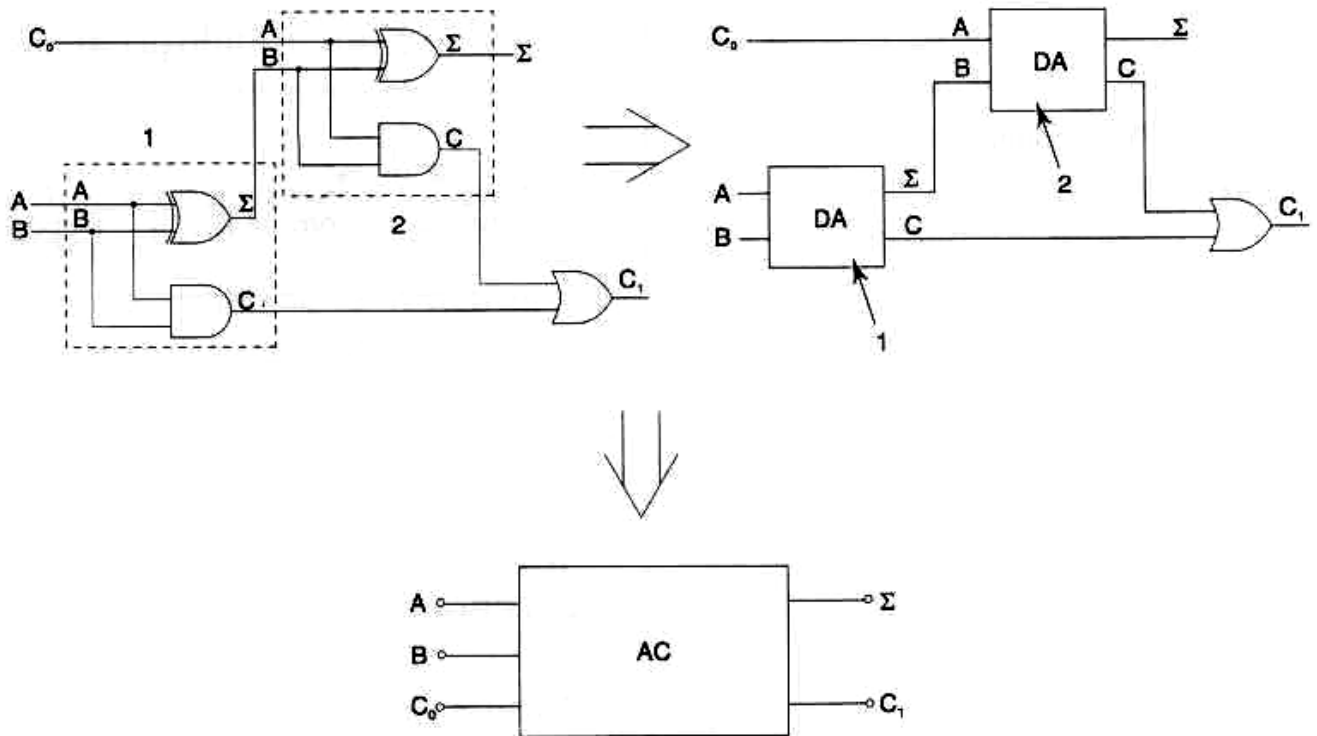 C₀ A Σ Σ
B
C
1
2
A A Σ
B B
C
C₁
C₀ A Σ
DA
B C
2
A Σ
DA
B C
C₁
1
A Σ
B AC
C₀ C₁